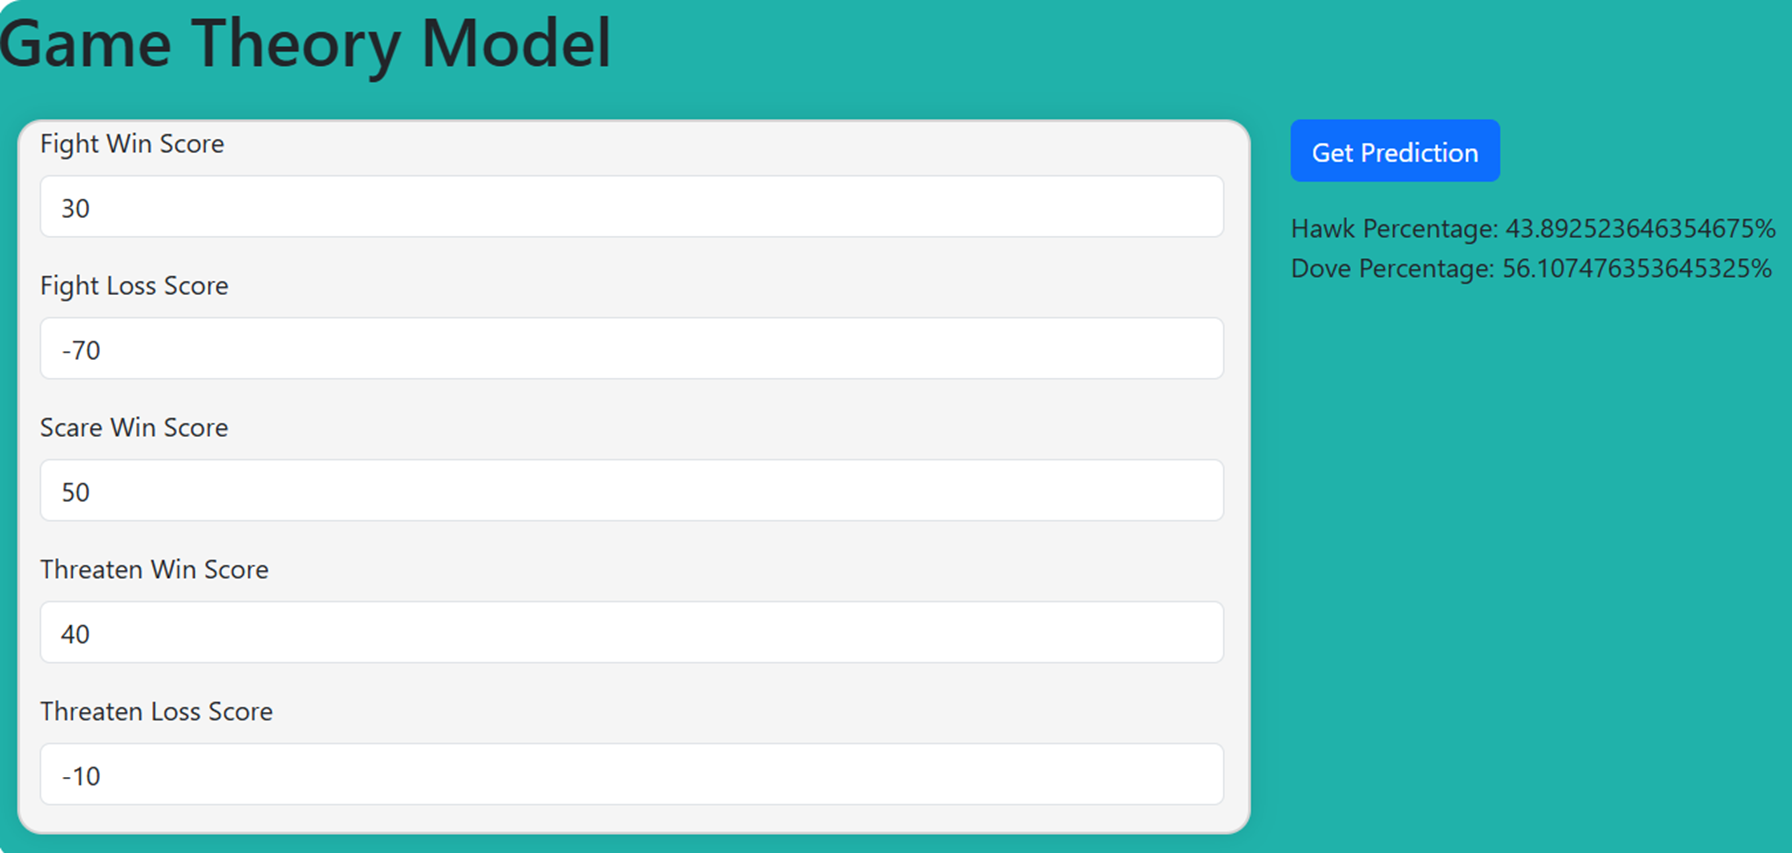 Game Theory Model
Fight Win Score
30
Fight Loss Score
-70
Scare Win Score
50
Threaten Win Score
40
Threaten Loss Score
-10
Get Prediction
Hawk Percentage: 43.892523646354675%
Dove Percentage: 56.107476353645325%